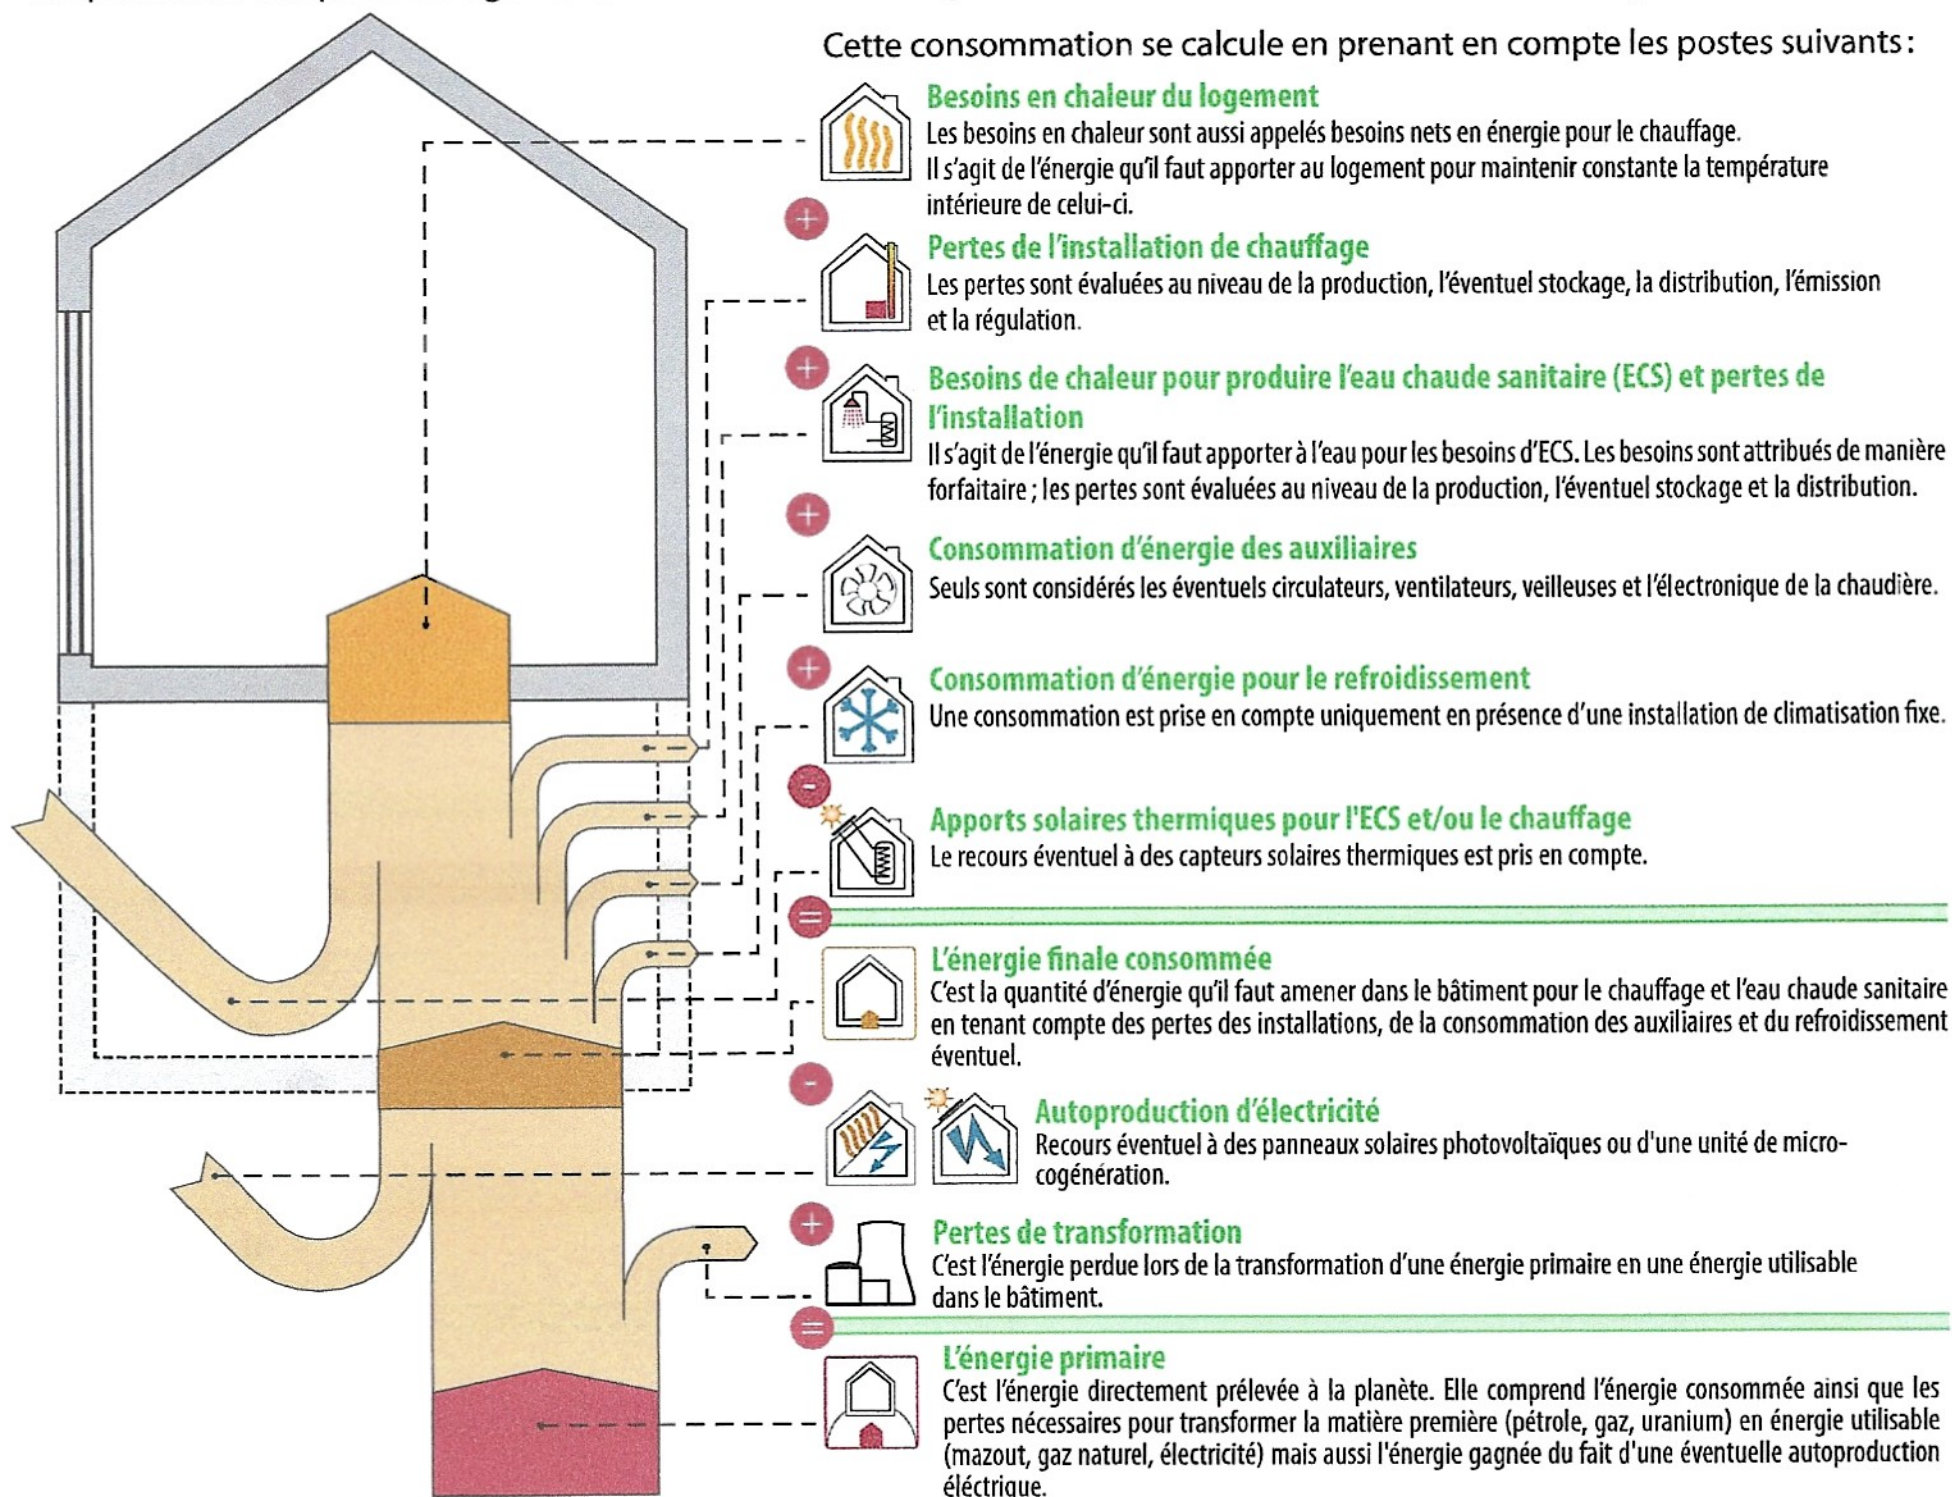 Cette consommation se calcule en prenant en compte les postes suivants :
Besoins en chaleur du logement
Les besoins en chaleur sont aussi appelés besoins nets en énergie pour le chauffage.
Il s'agit de l'énergie qu'il faut apporter au logement pour maintenir constante la température
intérieure de celui-ci.
+
Pertes de l'installation de chauffage
Les pertes sont évaluées au niveau de la production, l'éventuel stockage, la distribution, l'émission
et la régulation.
+
Besoins de chaleur pour produire l'eau chaude sanitaire (ECS) et pertes de
l'installation
Il s'agit de l'énergie qu'il faut apporter à l'eau pour les besoins d'ECS. Les besoins sont attribués de manière
forfaitaire ; les pertes sont évaluées au niveau de la production, l'éventuel stockage et la distribution.
+
Consommation d'énergie des auxiliaires
Seuls sont considérés les éventuels circulateurs, ventilateurs, veilleuses et l'électronique de la chaudière.
+
Consommation d'énergie pour le refroidissement
Une consommation est prise en compte uniquement en présence d'une installation de climatisation fixe.
-
Apports solaires thermiques pour l'ECS et/ou le chauffage
Le recours éventuel à des capteurs solaires thermiques est pris en compte.
=
L'énergie finale consommée
C'est la quantité d'énergie qu'il faut amener dans le bâtiment pour le chauffage et l'eau chaude sanitaire
en tenant compte des pertes des installations, de la consommation des auxiliaires et du refroidissement
éventuel.
-
Autoproduction d'électricité
Recours éventuel à des panneaux solaires photovoltaïques ou d'une unité de micro-
cogénération.
+
Pertes de transformation
C'est l'énergie perdue lors de la transformation d'une énergie primaire en une énergie utilisable
dans le bâtiment.
=
L'énergie primaire
C'est l'énergie directement prélevée à la planète. Elle comprend l'énergie consommée ainsi que les
pertes nécessaires pour transformer la matière première (pétrole, gaz, uranium) en énergie utilisable
(mazout, gaz naturel, électricité) mais aussi l'énergie gagnée du fait d'une éventuelle autoproduction
éléctrique.